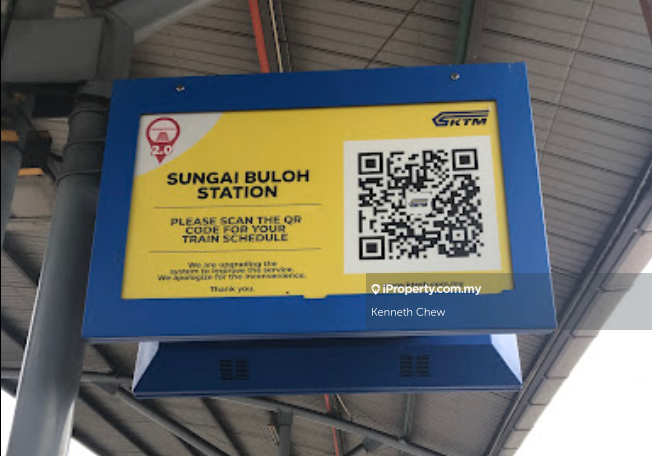 2.0
KTM
SUNGAI BULOH
STATION
PLEASE SCAN THE QR
CODE FOR YOUR
TRAIN SCHEDULE
We are upgrading the
system to improve the service.
We apologize for the inconvenience.
Thank you.
iProperty.com.my
Kenneth Chew